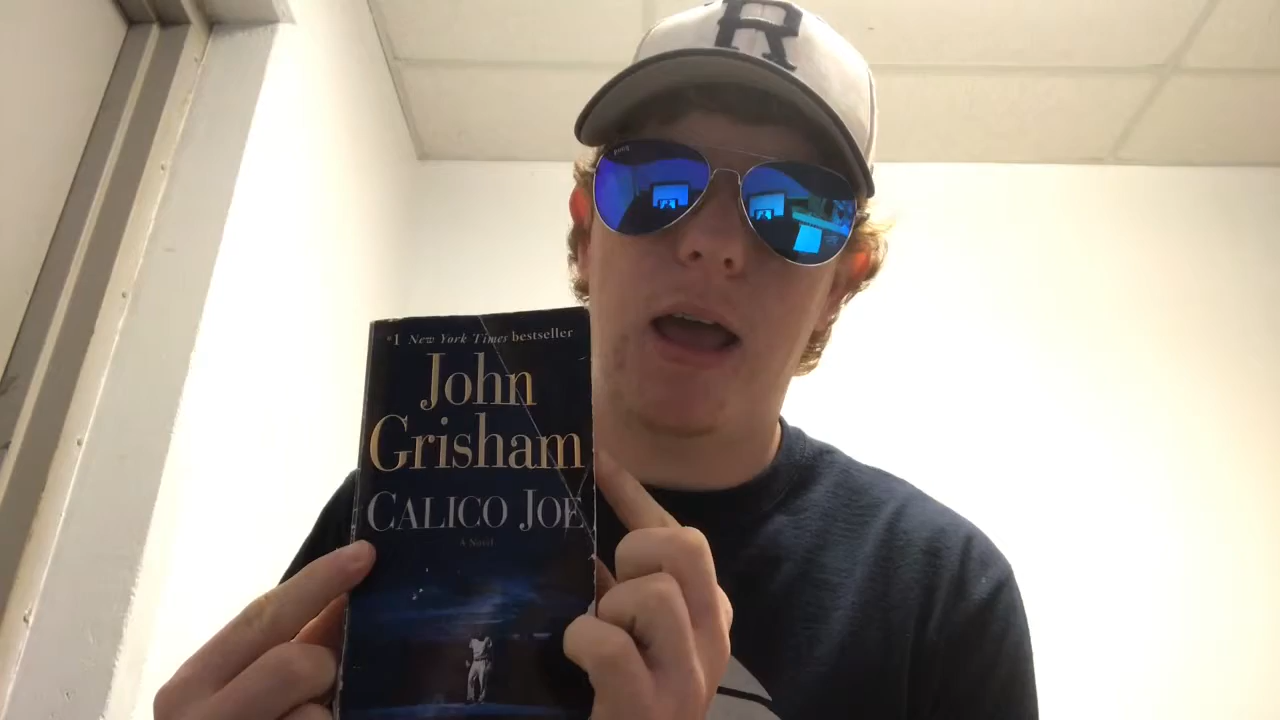 R
#1 New York Times bestseller
John
Grisham
CALICO JOE
A Novel